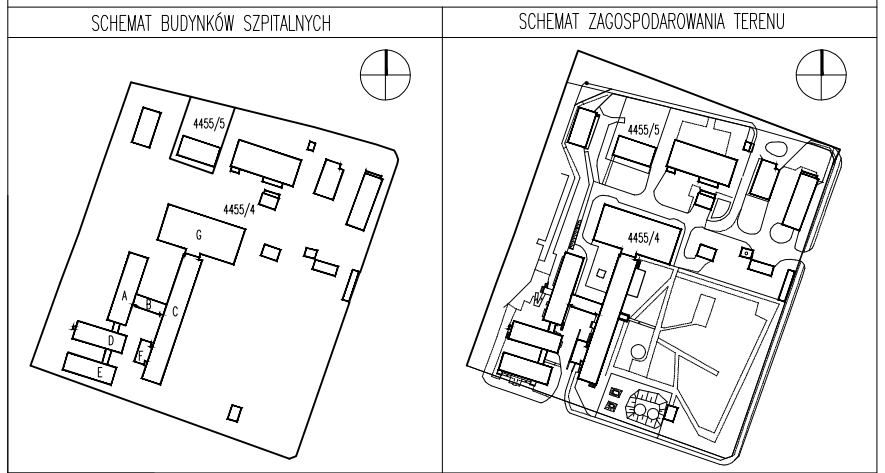 SCHEMAT BUDYNKÓW SZPITALNYCH
SCHEMAT ZAGOSPODAROWANIA TERENU
4455/5
4455/4
G
A
B
C
D
F
E
4455/5
4455/4